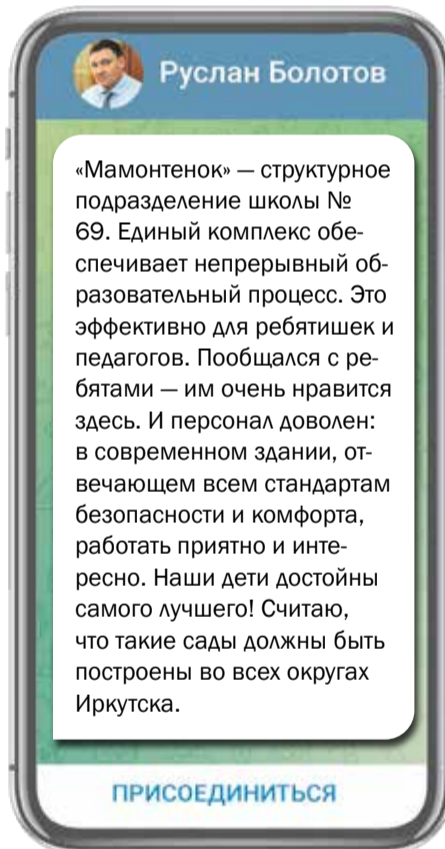 Руслан Болотов
«Мамонтенок» — структурное
подразделение школы №
69. Единый комплекс обе-
спечивает непрерывный об-
разовательный процесс. Это
эффективно для ребятишек и
педагогов. Пообщался с ре-
бятами — им очень нравится
здесь. И персонал доволен:
в современном здании, от-
вечающем всем стандартам
безопасности и комфорта,
работать приятно и инте-
ресно. Наши дети достойны
самого лучшего! Считаю,
что такие сады должны быть
построены во всех округах
Иркутска.
ПРИСОЕДИНИТЬСЯ